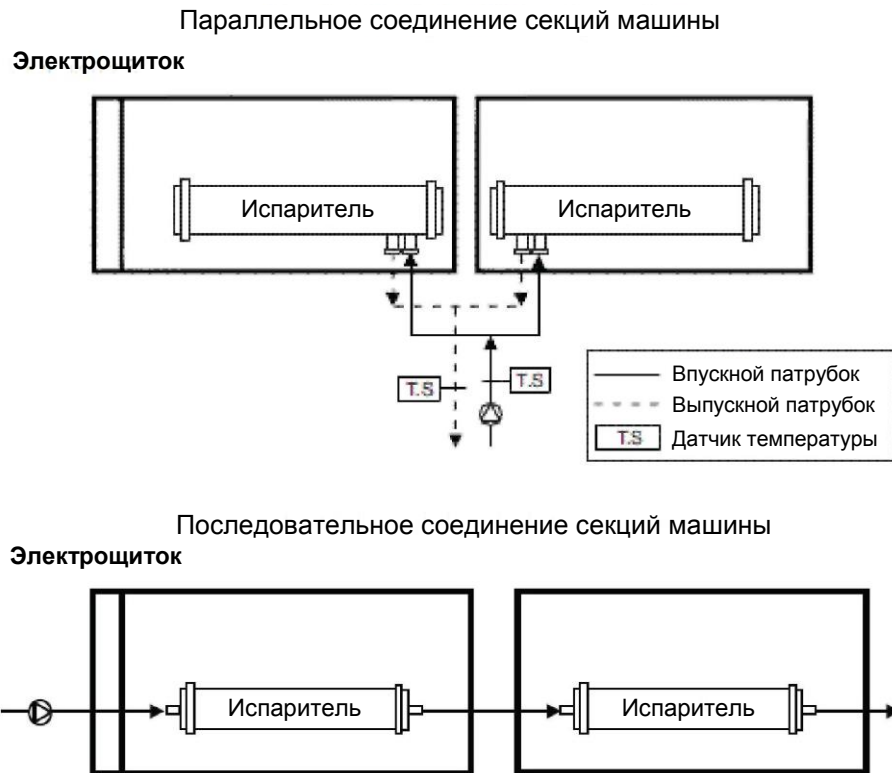 Параллельное соединение секций машины
Электрощиток
Испаритель
Испаритель
T.S
T.S
Впускной патрубок
Выпускной патрубок
T.S Датчик температуры
Последовательное соединение секций машины
Электрощиток
Испаритель
Испаритель